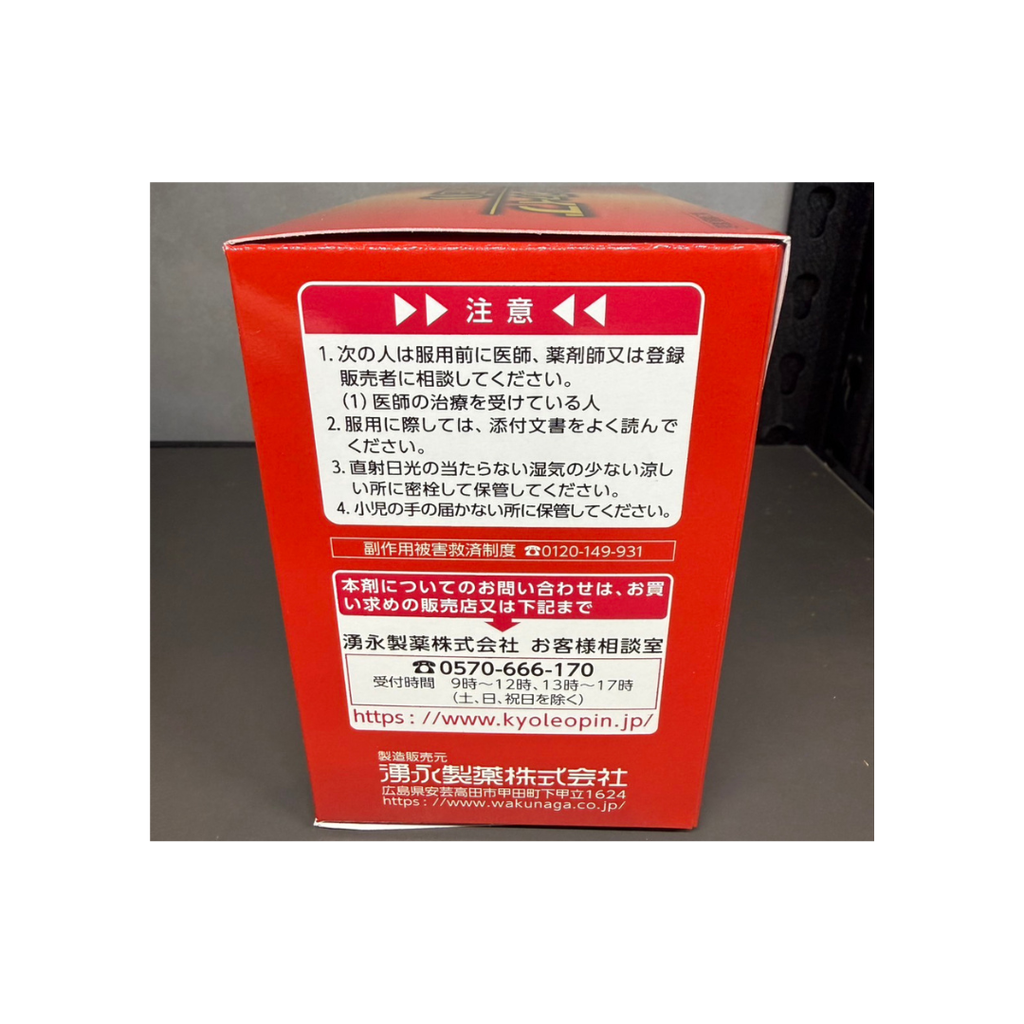 ▶▶ 注意 ◀◀
1. 次の人は服用前に医師、薬剤師又は登録
販売者に相談してください。
(1) 医師の治療を受けている人
2. 服用に際しては、添付文書をよく読んで
ください。
3. 直射日光の当たらない湿気の少ない涼し
い所に密栓して保管してください。
4. 小児の手の届かない所に保管してください。
副作用被害救済制度 ☎0120-149-931
本剤についてのお問い合わせは、お買
い求めの販売店又は下記まで
湧永製薬株式会社 お客様相談室
☎0570-666-170
受付時間 9時〜12時、13時〜17時
(土、日、祝日を除く)
https://www.kyoleopin.jp/
製造販売元
湧永製薬株式会社
広島県安芸高田市甲田町下甲立1624
https://www.wakunaga.co.jp/